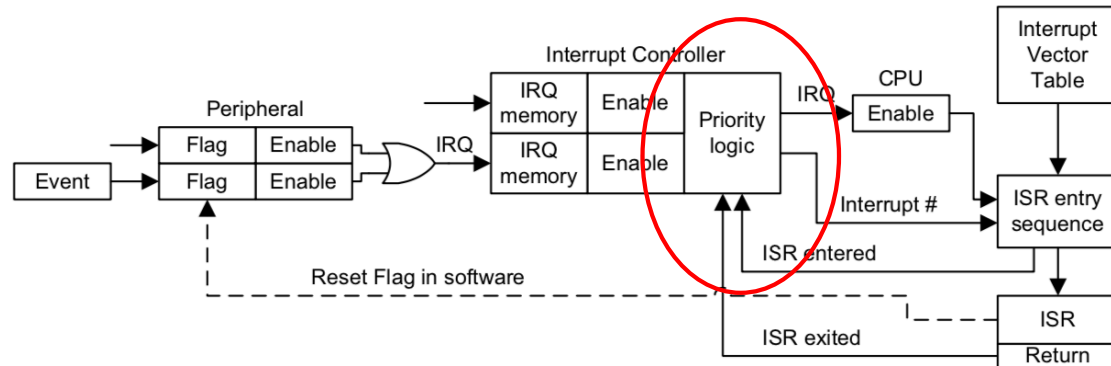 Interrupt
Vector
Table
Interrupt Controller
CPU
IRQ
memory
Enable
Priority
logic
IRQ
Enable
Peripheral
Flag
Enable
IRQ
memory
Enable
Event
Flag
Enable
IRQ
Interrupt #
ISR entry
sequence
ISR entered
Reset Flag in software
ISR
ISR exited
Return